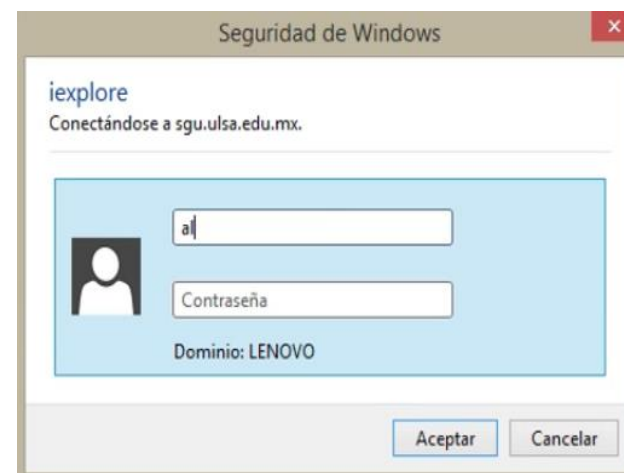 Seguridad de Windows
iexplore
Conectándose a sgu.ulsa.edu.mx.
al
Contraseña
Dominio: LENOVO
Aceptar Cancelar